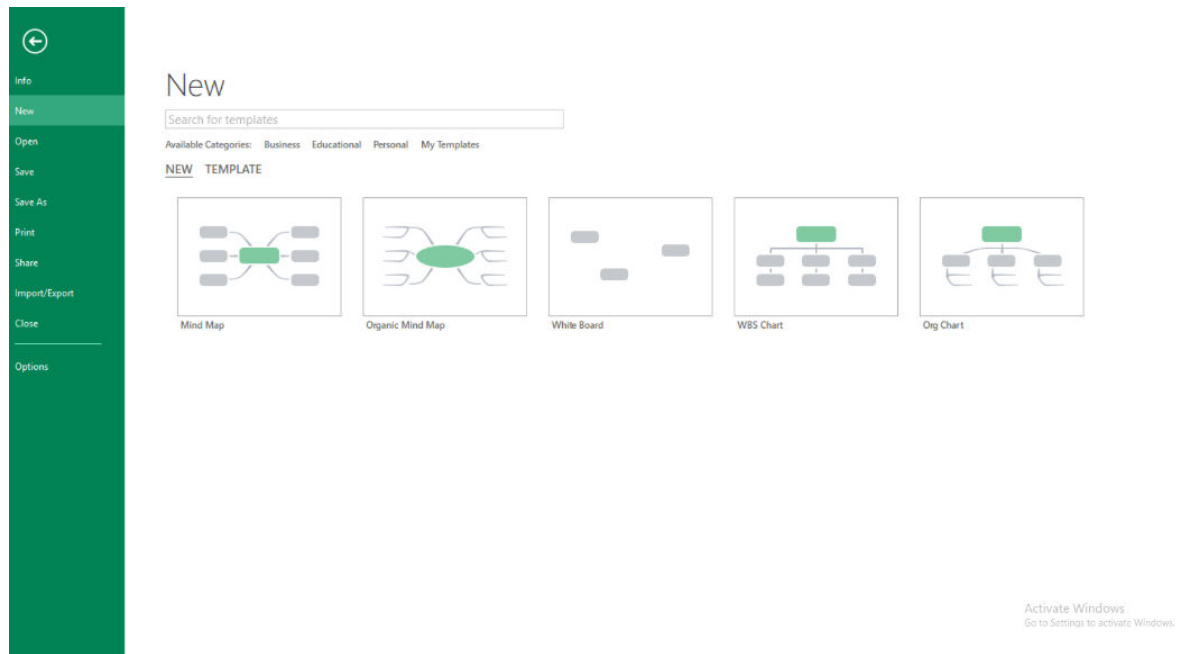 Info
New
Open
Save
Save As
Print
Share
Import/Export
Close
Options
New
Search for templates
Available Categories: Business Educational Personal My Templates
NEW TEMPLATE
Mind Map Organic Mind Map White Board WBS Chart Org Chart
Activate Windows
Go to Settings to activate Windows.